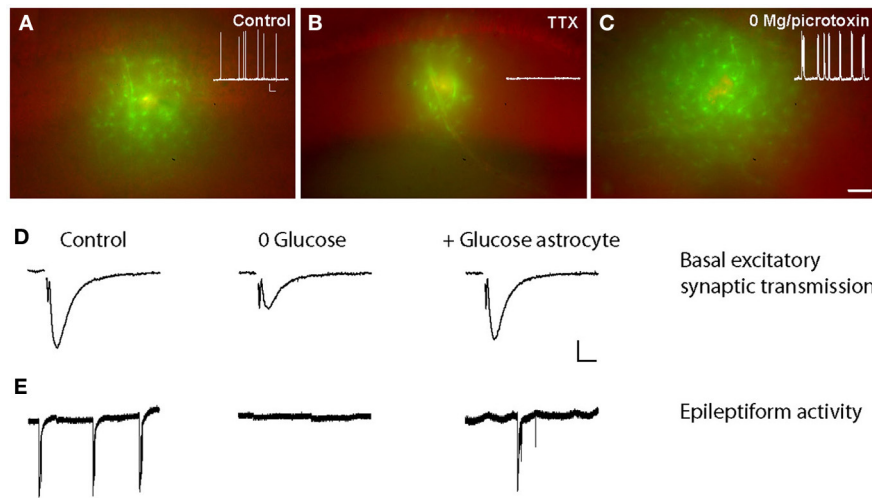 A Control
B TTX
C 0 Mg/picrotoxin
D Control 0 Glucose + Glucose astrocyte
Basal excitatory
synaptic transmission
E Epileptiform activity